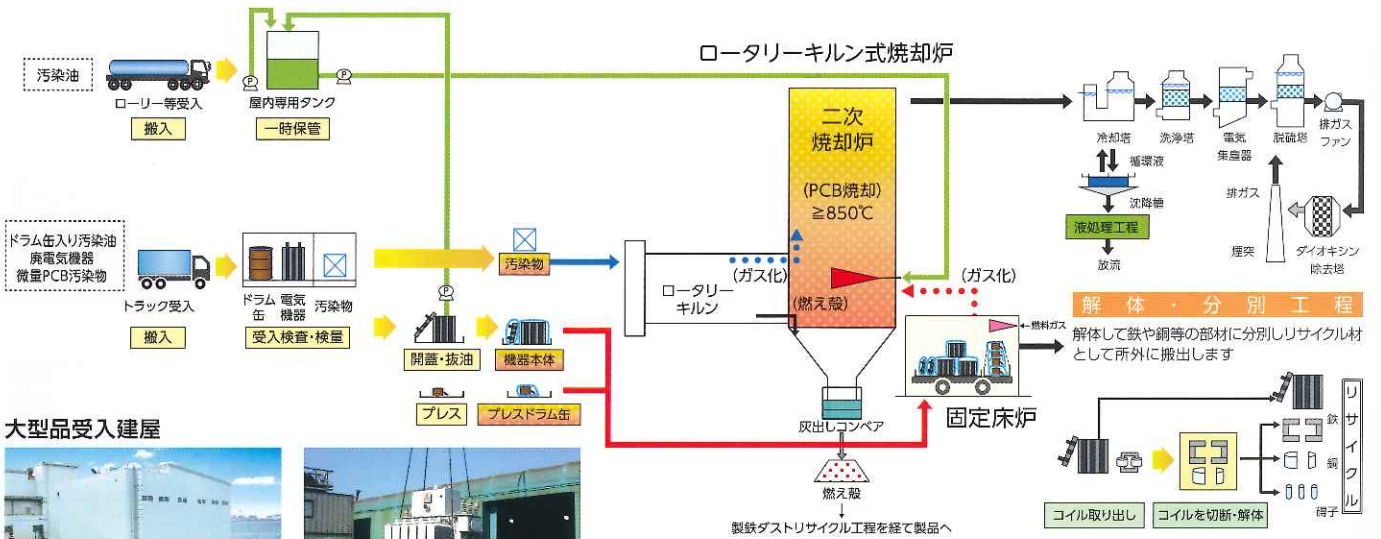 ロータリーキルン式焼却炉
汚染油
ローリー等受入
搬入
P
屋内専用タンク
一時保管
P
二次
焼却炉
(PCB焼却)
≧850℃
冷却塔
洗浄塔
電気
集塵器
脱硫塔
排ガス
ファン
循環液
沈降槽
液処理工程
放流
排ガス
煙突
ダイオキシン
除去塔
ドラム缶入り汚染油
廃電気機器
微量PCB汚染物
トラック受入
搬入
ドラム
缶
電気
機器
汚染物
受入検査・検量
汚染物
P
開蓋・抜油
機器本体
プレス
プレスドラム缶
ロータリー
キルン
(ガス化)
(燃え殻)
(ガス化)
燃料ガス
固定床炉
灰出しコンベア
燃え殻
製鉄ダストリサイクル工程を経て製品へ
解体・分別工程
解体して鉄や銅等の部材に分別しリサイクル材
として所外に搬出します
コイル取り出し
コイルを切断・解体
鉄
銅
碍子
リサイクル
大型品受入建屋